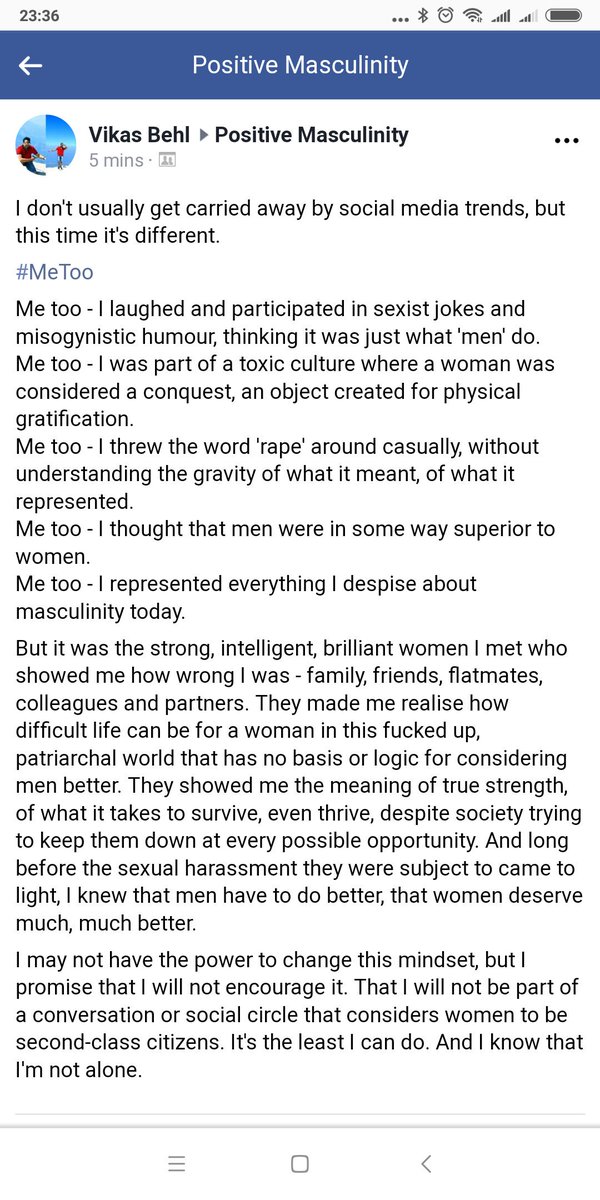 23:36
Positive Masculinity
Vikas Behl ▸ Positive Masculinity
5 mins ·
I don't usually get carried away by social media trends, but
this time it's different.
#MeToo
Me too - I laughed and participated in sexist jokes and
misogynistic humour, thinking it was just what 'men' do.
Me too - I was part of a toxic culture where a woman was
considered a conquest, an object created for physical
gratification.
Me too - I threw the word 'rape' around casually, without
understanding the gravity of what it meant, of what it
represented.
Me too - I thought that men were in some way superior to
women.
Me too - I represented everything I despise about
masculinity today.
But it was the strong, intelligent, brilliant women I met who
showed me how wrong I was - family, friends, flatmates,
colleagues and partners. They made me realise how
difficult life can be for a woman in this fucked up,
patriarchal world that has no basis or logic for considering
men better. They showed me the meaning of true strength,
of what it takes to survive, even thrive, despite society trying
to keep them down at every possible opportunity. And long
before the sexual harassment they were subject to came to
light, I knew that men have to do better, that women deserve
much, much better.
I may not have the power to change this mindset, but I
promise that I will not encourage it. That I will not be part of
a conversation or social circle that considers women to be
second-class citizens. It's the least I can do. And I know that
I'm not alone.